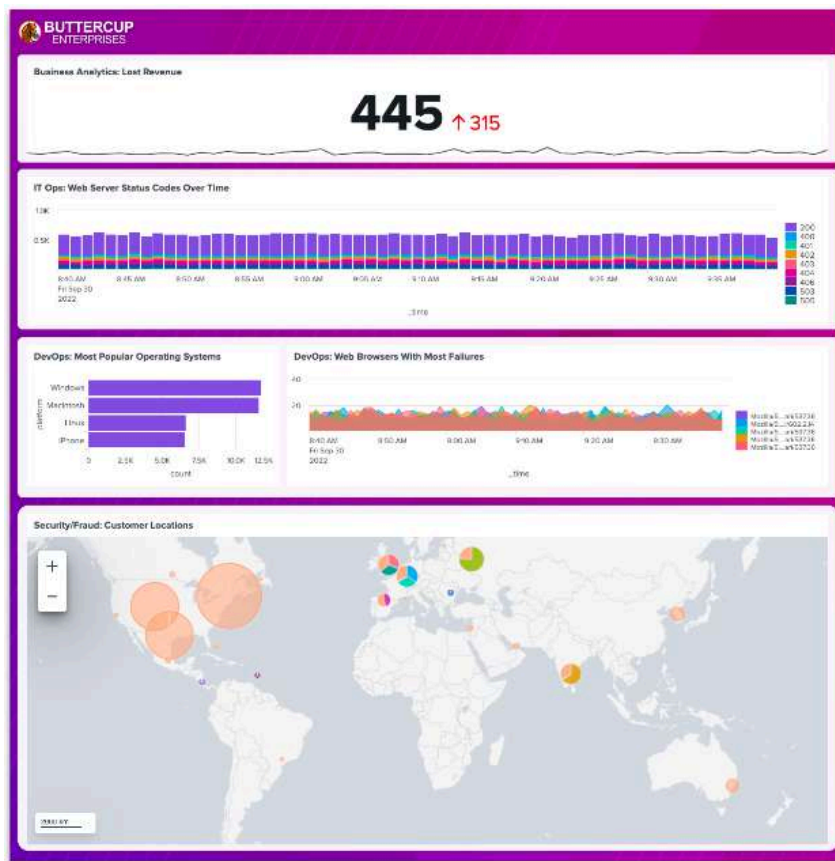 BUTTERCUP
ENTERPRISES
Business Analytics: Lost Revenue
445 ↑ 315
IT Ops: Web Server Status Codes Over Time
0.5K
200
400
401
402
403
404
406
503
500
8:40 AM 8:45 AM 8:50 AM 8:55 AM 9:00 AM 9:05 AM 9:10 AM 9:15 AM 9:20 AM 9:25 AM 9:30 AM 9:35 AM
Fri Sep 30
2022
_time
DevOps: Most Popular Operating Systems
platform
Windows
Macintosh
Linux
iPhone
0 2.5K 5.0K 7.5K 10.0K 12.5K
count
DevOps: Web Browsers With Most Failures
40
20
8:40 AM 8:50 AM 9:00 AM 9:10 AM 9:20 AM 9:30 AM
Fri Sep 30
2022
_time
Security/Fraud: Customer Locations
+
−